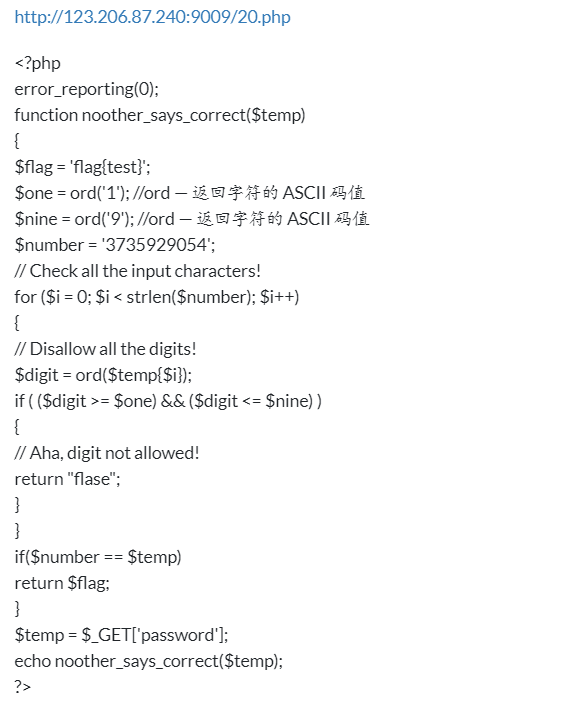 http://123.206.87.240:9009/20.php
<?php
error_reporting(0);
function noother_says_correct($temp)
{
$flag = 'flag{test}';
$one = ord('1'); //ord — 返回字符的 ASCII 码值
$nine = ord('9'); //ord — 返回字符的 ASCII 码值
$number = '3735929054';
// Check all the input characters!
for ($i = 0; $i < strlen($number); $i++)
{
// Disallow all the digits!
$digit = ord($temp{$i});
if ( ($digit >= $one) && ($digit <= $nine) )
{
// Aha, digit not allowed!
return "flase";
}
}
if($number == $temp)
return $flag;
}
$temp = $_GET['password'];
echo noother_says_correct($temp);
?>